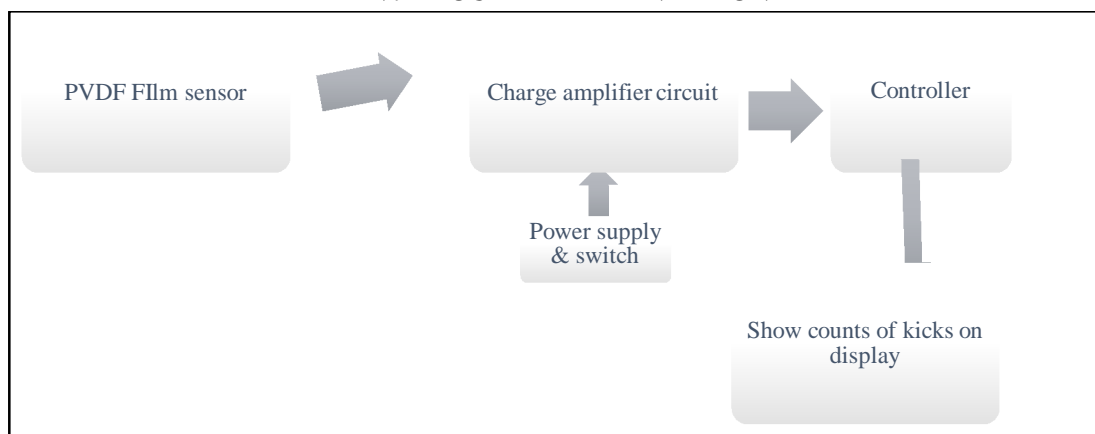 PVDF FIlm sensor
Charge amplifier circuit
Controller
Power supply
& switch
Show counts of kicks on
display